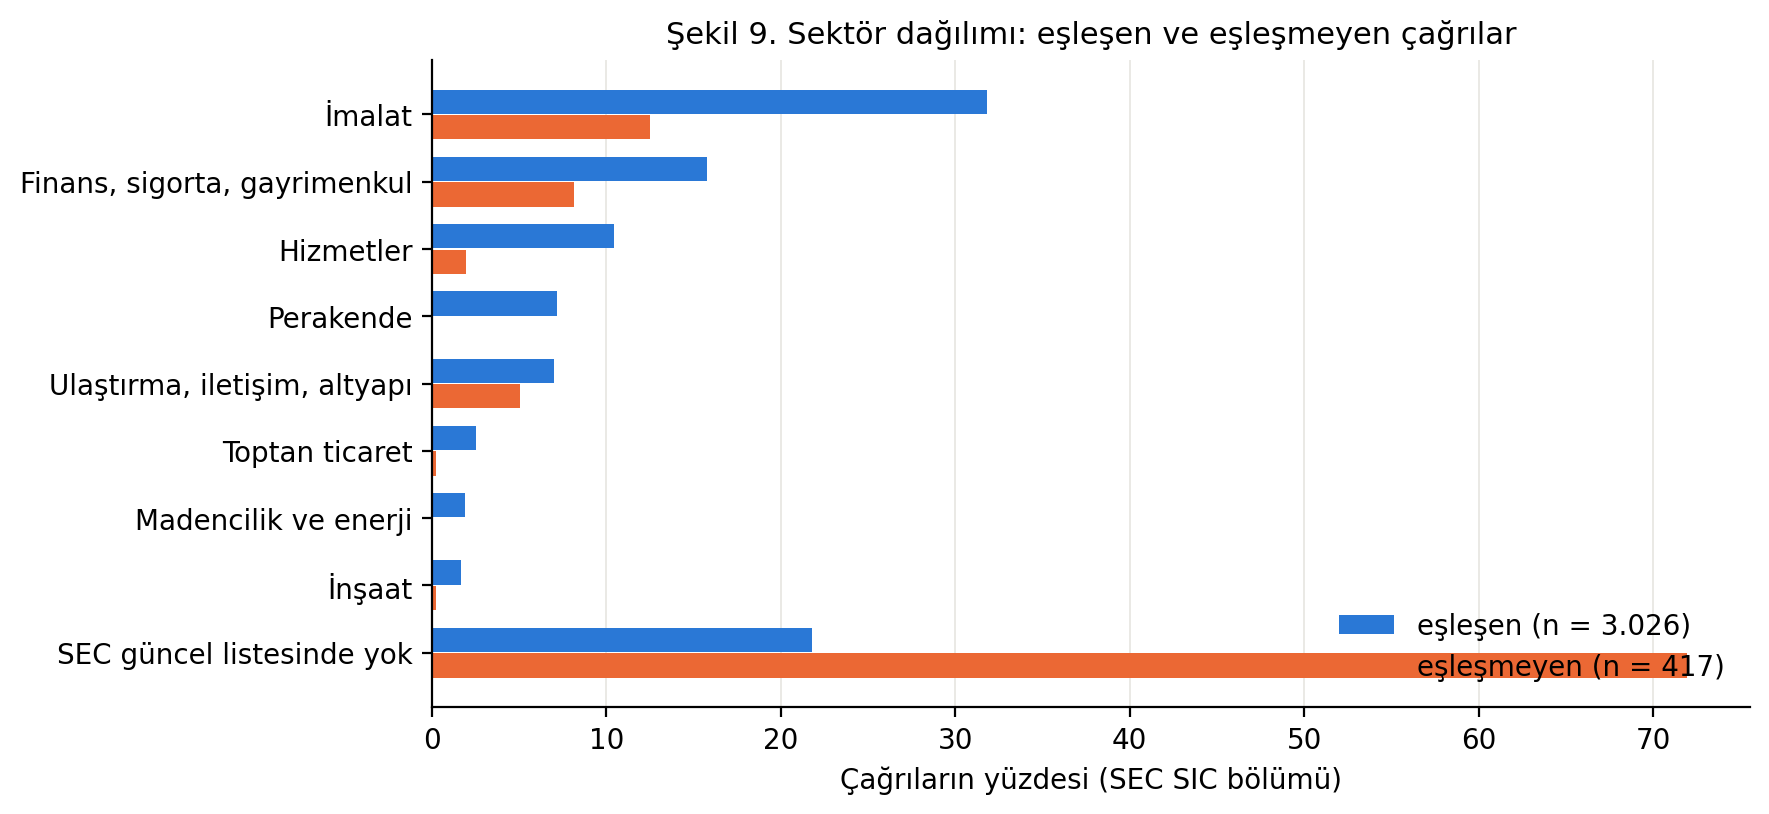 Şekil 9. Sektör dağılımı: eşleşen ve eşleşmeyen çağrılar
İmalat
Finans, sigorta, gayrimenkul
Hizmetler
Perakende
Ulaştırma, iletişim, altyapı
Toptan ticaret
Madencilik ve enerji
İnşaat
SEC güncel listesinde yok
eşleşen (n = 3.026)
eşleşmeyen (n = 417)
0 10 20 30 40 50 60 70
Çağrıların yüzdesi (SEC SIC bölümü)